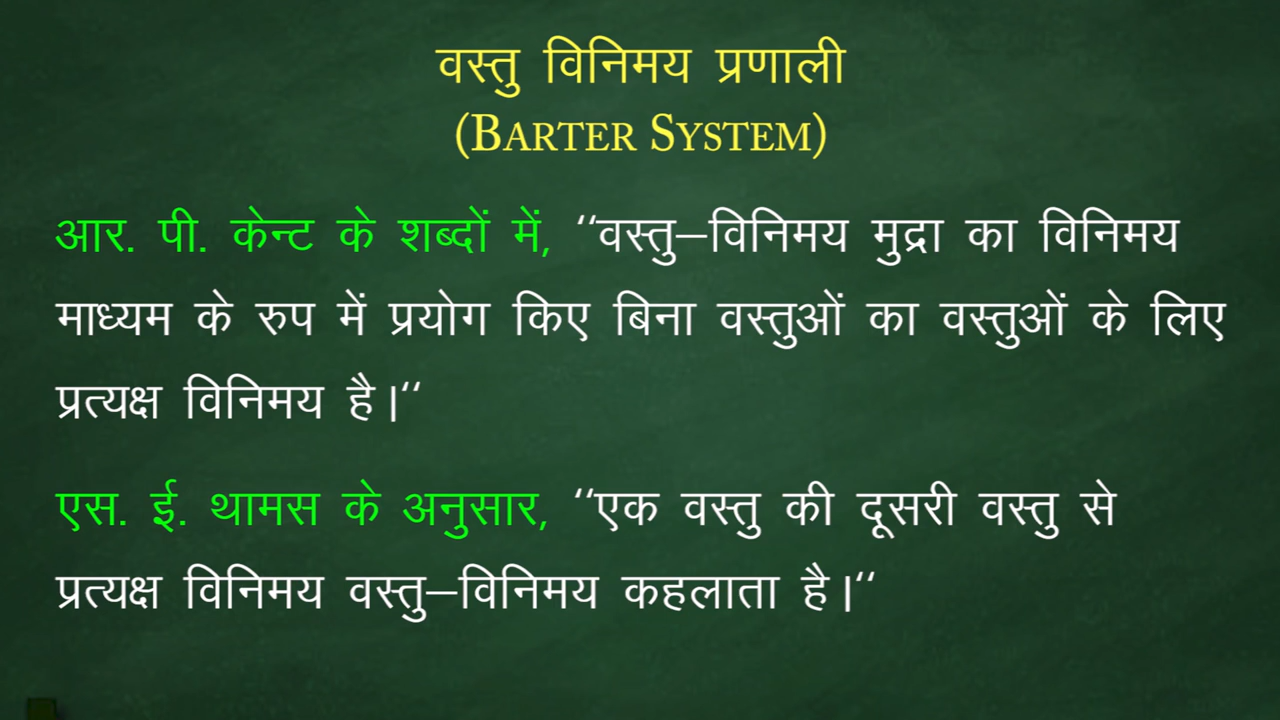 वस्तु विनिमय प्रणाली
(BARTER SYSTEM)
आर. पी. केन्ट के शब्दों में, ‘‘वस्तु–विनिमय मुद्रा का विनिमय
माध्यम के रुप में प्रयोग किए बिना वस्तुओं का वस्तुओं के लिए
प्रत्यक्ष विनिमय है।‘‘
एस. ई. थामस के अनुसार, ‘‘एक वस्तु की दूसरी वस्तु से
प्रत्यक्ष विनिमय वस्तु–विनिमय कहलाता है।‘‘